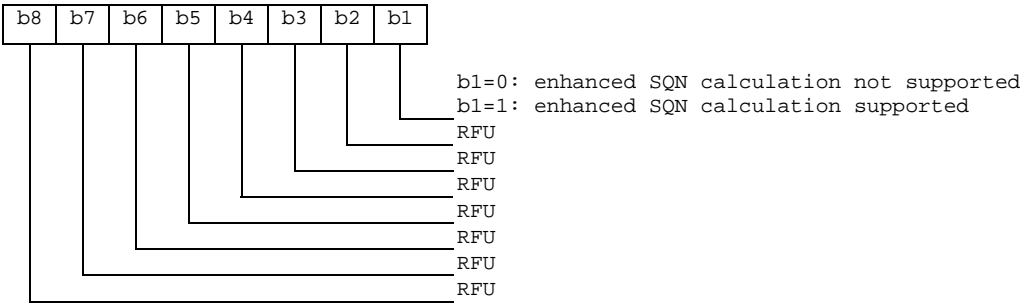 b8 b7 b6 b5 b4 b3 b2 b1
b1=0: enhanced SQN calculation not supported
b1=1: enhanced SQN calculation supported
RFU
RFU
RFU
RFU
RFU
RFU
RFU